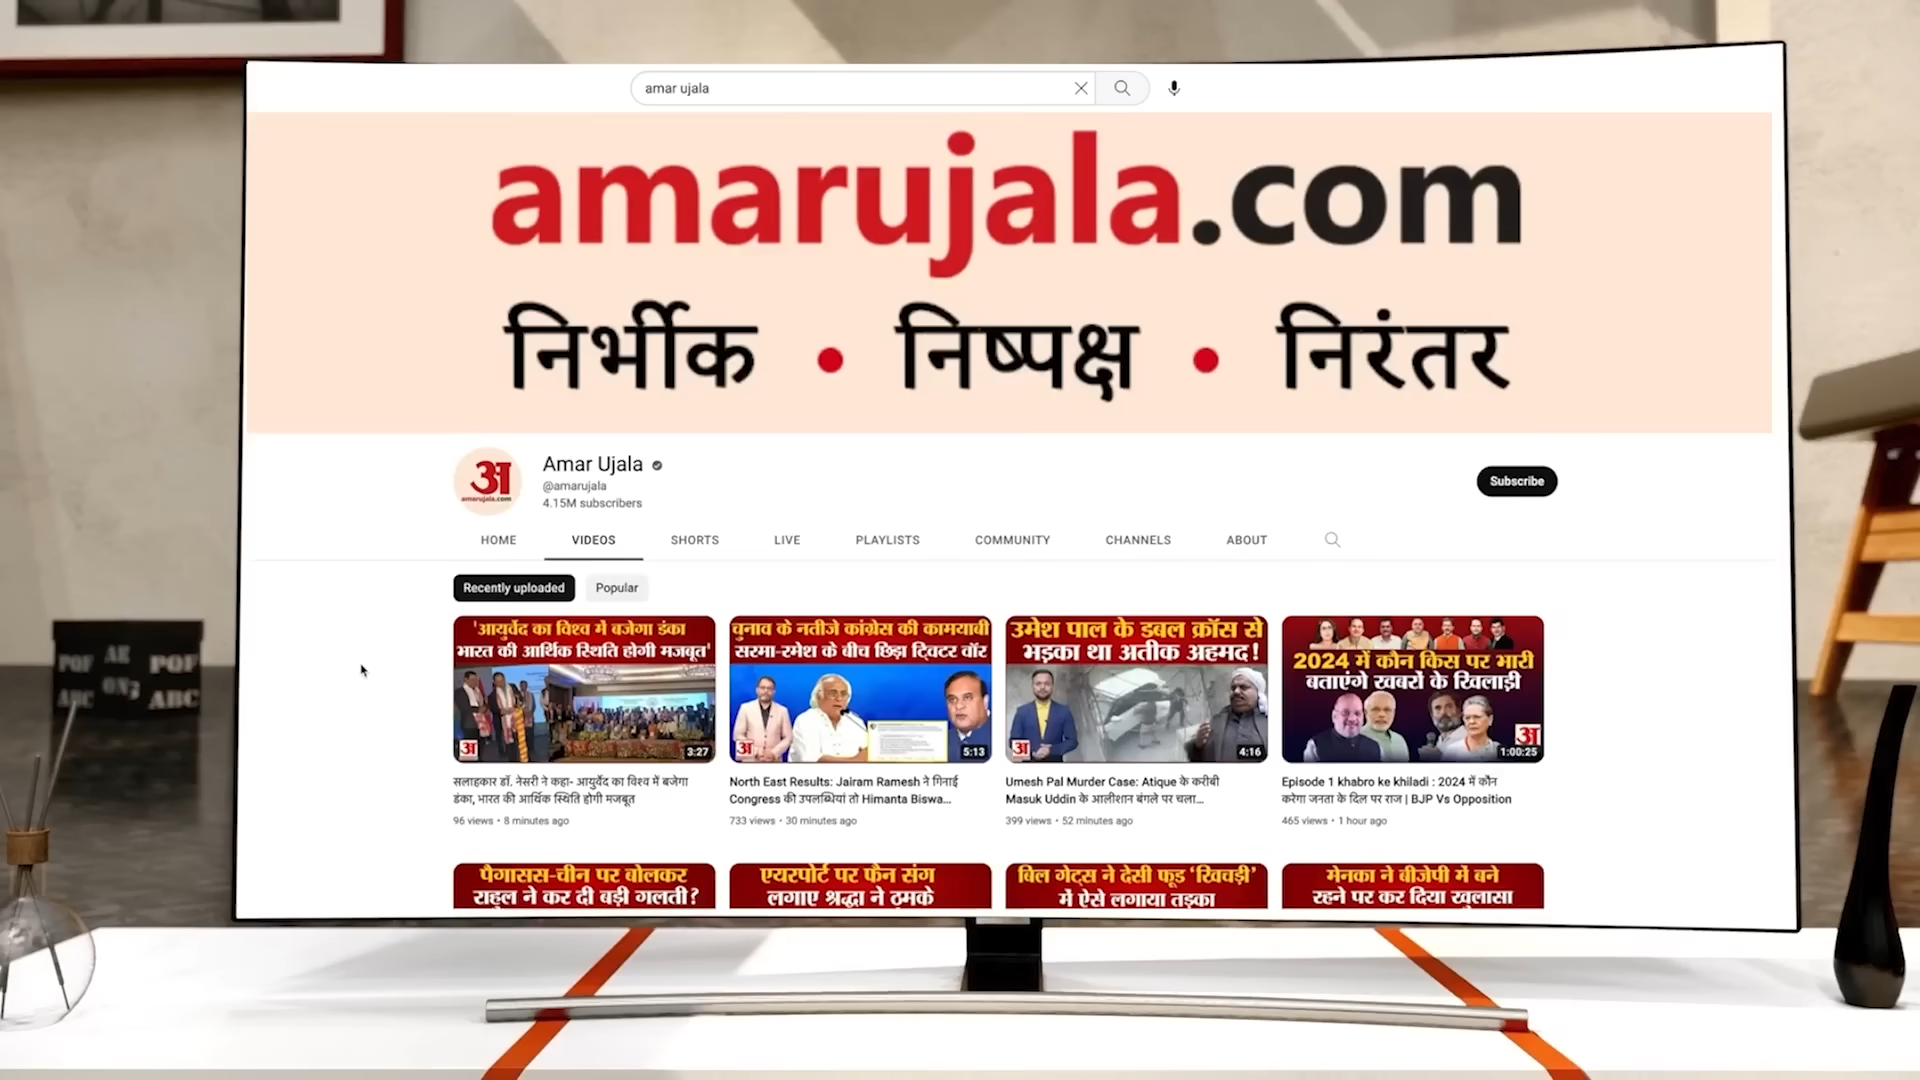 amar ujala
amarujala.com
निर्भीक • निष्पक्ष • निरंतर
अ
amarujala.com
Amar Ujala
@amarujala
4.15M subscribers
Subscribe
HOME VIDEOS SHORTS LIVE PLAYLISTS COMMUNITY CHANNELS ABOUT
Recently uploaded Popular
'आयुर्वेद का विश्व में बजेगा डंका
भारत की आर्थिक स्थिति होगी मजबूत'
अ
3:27
चुनाव के नतीजे कांग्रेस की कामयाबी
सरमा-रमेश के बीच छिड़ा ट्विटर वॉर
अ
5:13
उमेश पाल के डबल क्रॉस से
भड़का था अतीक अहमद!
अ
4:16
2024 में कौन किस पर भारी
बताएंगे खबरों के खिलाड़ी
अ
1:00:25
सलाहकार डॉ. नेसरी ने कहा- आयुर्वेद का विश्व में बजेगा
डंका, भारत की आर्थिक स्थिति होगी मजबूत
96 views • 8 minutes ago
North East Results: Jairam Ramesh ने गिनाई
Congress की उपलब्धियां तो Himanta Biswa...
733 views • 30 minutes ago
Umesh Pal Murder Case: Atique के करीबी
Masuk Uddin के आलीशान बंगले पर चला...
399 views • 52 minutes ago
Episode 1 khabro ke khiladi : 2024 में कौन
करेगा जनता के दिल पर राज | BJP Vs Opposition
465 views • 1 hour ago
पैगासस-चीन पर बोलकर
राहुल ने कर दी बड़ी गलती?
एयरपोर्ट पर फैन संग
लगाए श्रद्धा ने ठुमके
बिल गेट्स ने देसी फूड 'खिचड़ी'
में ऐसे लगाया तड़का
मेनका ने बीजेपी में बने
रहने पर कर दिया खुलासा